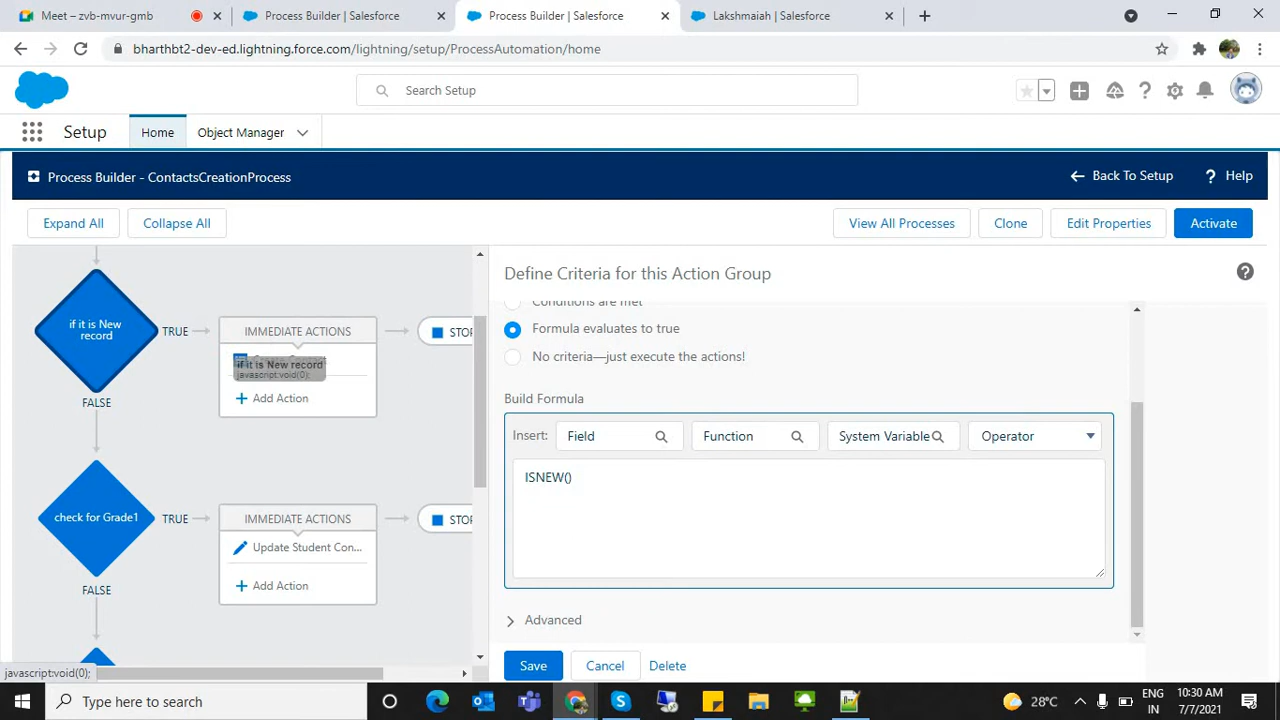 Meet – zvb-mvur-gmb
Process Builder | Salesforce
Process Builder | Salesforce
Lakshmaiah | Salesforce
bharthbt2-dev-ed.lightning.force.com/lightning/setup/ProcessAutomation/home
Search Setup
Setup
Home
Object Manager
Process Builder - ContactsCreationProcess
Back To Setup
? Help
Expand All
Collapse All
View All Processes
Clone
Edit Properties
Activate
if it is New
record
TRUE
IMMEDIATE ACTIONS
STOP
if it is New record
javascript:void(0);
+ Add Action
FALSE
check for Grade1
TRUE
IMMEDIATE ACTIONS
STOP
Update Student Con...
+ Add Action
FALSE
Define Criteria for this Action Group
Conditions are met
Formula evaluates to true
No criteria—just execute the actions!
Build Formula
Insert:
Field
Function
System Variable
Operator
ISNEW()
Advanced
Save
Cancel
Delete
javascript:void(0);
Type here to search
28°C
ENG
IN
10:30 AM
7/7/2021